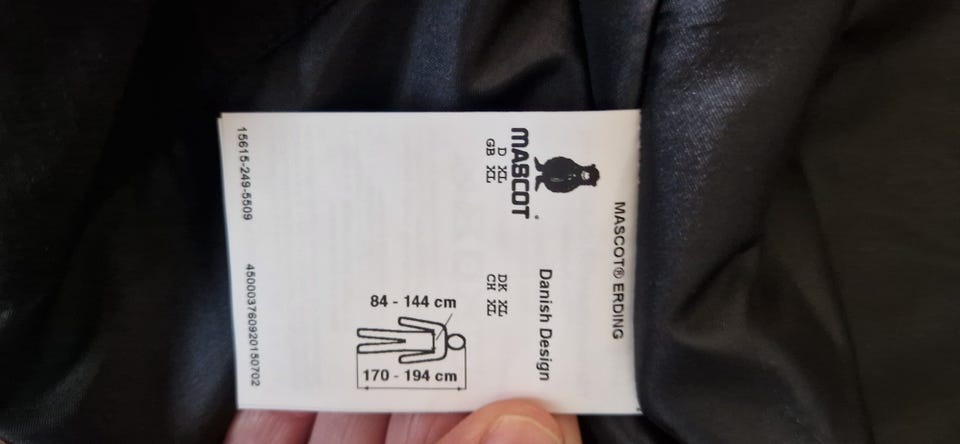 MASCOT® ERDING
MASCOT®
Danish Design
D XL
DK XL
GB XL
CH XL
84 - 144 cm
170 - 194 cm
15615-249-5509
450003760920150702